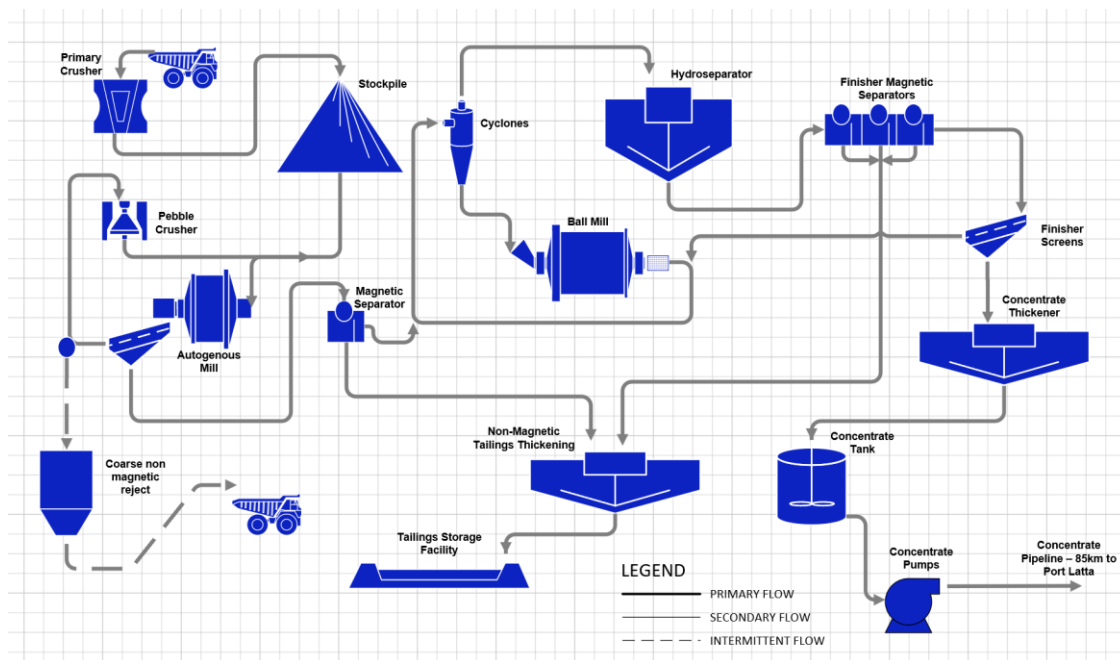 Primary
Crusher
Stockpile
Cyclones
Hydroseparator
Finisher Magnetic
Separators
Pebble
Crusher
Ball Mill
Finisher
Screens
Magnetic
Separator
Autogenous
Mill
Concentrate
Thickener
Non-Magnetic
Tailings Thickening
Concentrate
Tank
Coarse non
magnetic
reject
Tailings Storage
Facility
Concentrate
Pumps
Concentrate
Pipeline – 85km to
Port Latta
LEGEND
PRIMARY FLOW
SECONDARY FLOW
INTERMITTENT FLOW